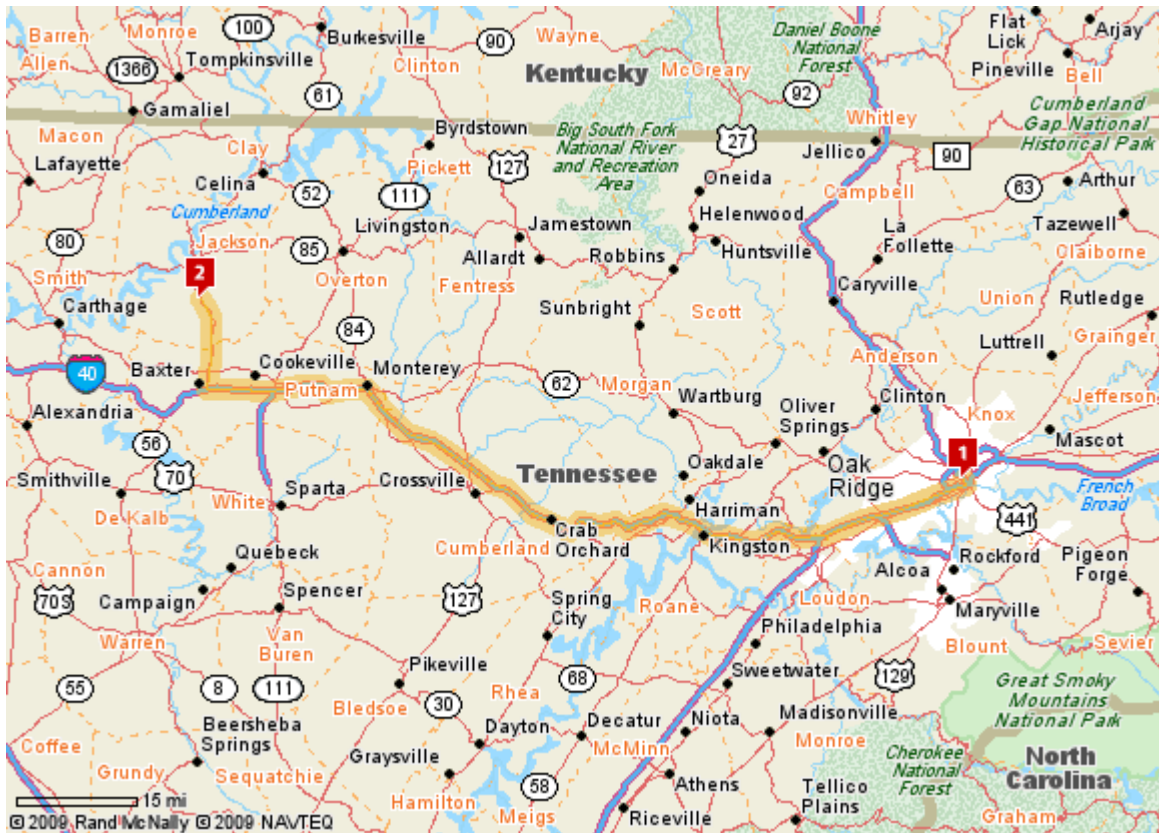 Barren
Monroe
100
Burkesville
90
Wayne
Daniel Boone
National
Forest
Flat
Lick
Arjay
Allen
1366
Tompkinsville
Clinton
Kentucky
McCreary
Pineville
Bell
Gamaliel
61
92
Cumberland
Gap National
Historical Park
Macon
Clay
Byrdstown
Big South Fork
National River
and Recreation
Area
27
Whitley
Jellico
90
Lafayette
Celina
52
Pickett
127
111
Oneida
Campbell
63
Arthur
Cumberland
Jackson
80
85
Livingston
Jamestown
Helenwood
Huntsville
La
Follette
Tazewell
Claiborne
Smith
2
Overton
Allardt
Fentress
Robbins
Carthage
84
Sunbright
Scott
Caryville
Union
Rutledge
Grainger
40
Baxter
Cookeville
Putnam
Monterey
62
Morgan
Anderson
Luttrell
Jefferson
Alexandria
56
70
Wartburg
Oliver
Springs
Clinton
Knox
Mascot
1
Smithville
De Kalb
White
Sparta
Crossville
Tennessee
Oakdale
Oak
Ridge
French
Broad
Harriman
Crab
Orchard
Kingston
441
Cannon
Quebeck
Cumberland
Rockford
Alcoa
Pigeon
Forge
70S
Campaign
Spencer
127
Spring
City
Roane
Loudon
Maryville
Warren
Van
Buren
Philadelphia
Blount
Sevier
55
8
111
Pikeville
Bledsoe
30
Rhea
68
Sweetwater
129
Great Smoky
Mountains
National Park
Beersheba
Springs
Dayton
Decatur
Niota
Madisonville
Coffee
Grundy
Sequatchie
Graysville
McMinn
Monroe
Cherokee
National
Forest
North
Carolina
15 mi
Hamilton
58
Meigs
Athens
Riceville
Tellico
Plains
Graham
© 2009 Rand McNally © 2009 NAVTEQ